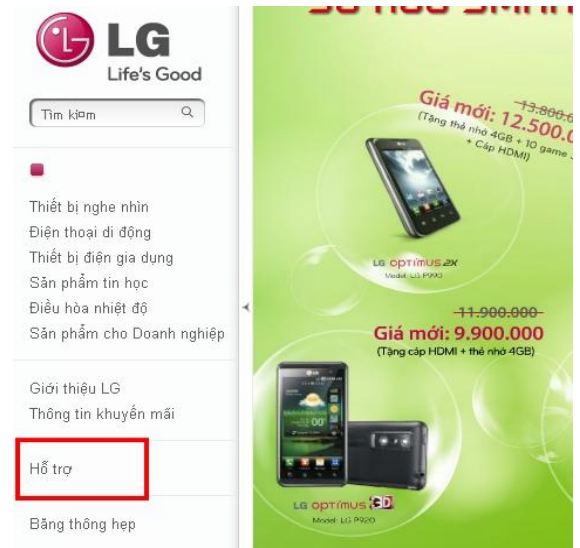 LG
Life's Good
Tìm kiếm
Thiết bị nghe nhìn
Điện thoại di động
Thiết bị điện gia dụng
Sản phẩm tin học
Điều hòa nhiệt độ
Sản phẩm cho Doanh nghiệp
Giới thiệu LG
Thông tin khuyến mãi
Hỗ trợ
Băng thông hẹp
Giá mới: 12.500.
(Tặng thẻ nhớ 4GB + 10 game
+ Cáp HDMI)
LG OPTIMUS 2X
Model: LG P990
11.900.000
Giá mới: 9.900.000
(Tặng cáp HDMI + thẻ nhớ 4GB)
LG OPTIMUS 3D
Model: LG P920